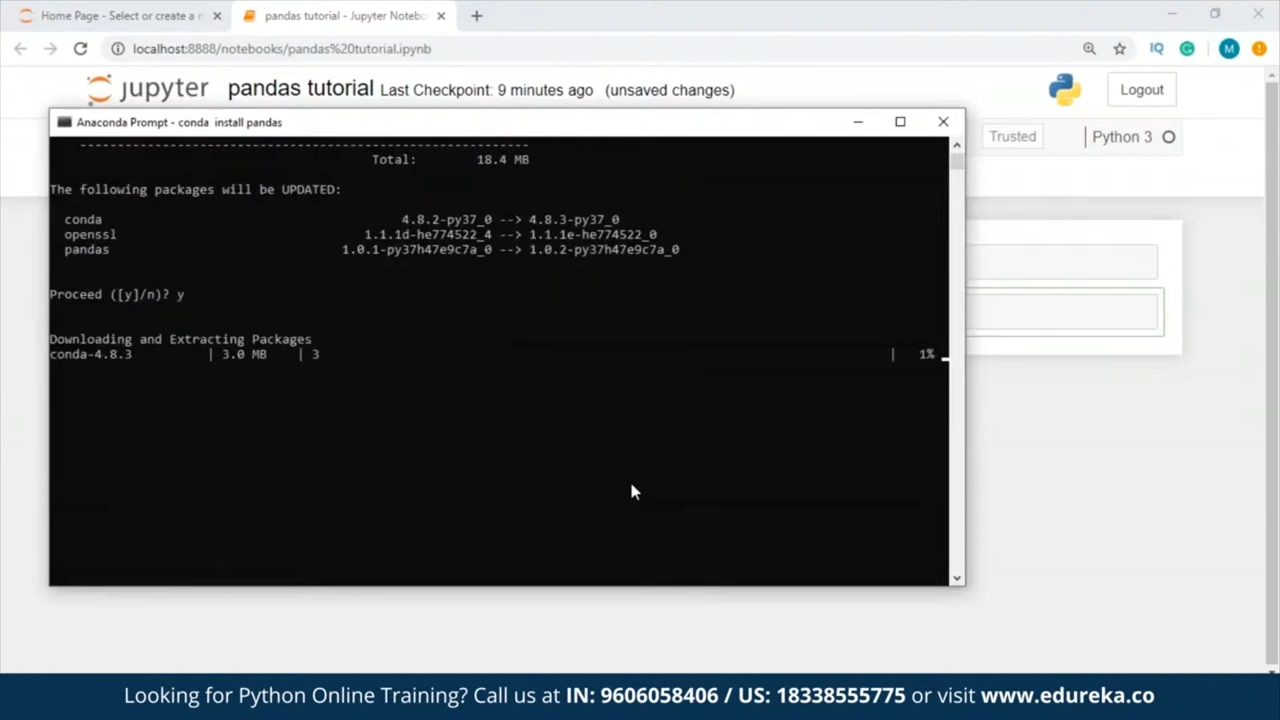 Home Page - Select or create a n
pandas tutorial - Jupyter Notebo
localhost:8888/notebooks/pandas%20tutorial.ipynb
IQ
M
jupyter pandas tutorial Last Checkpoint: 9 minutes ago (unsaved changes)
Logout
Trusted
Python 3
Anaconda Prompt - conda install pandas
------------------------------------------------------------
Total: 18.4 MB
The following packages will be UPDATED:
conda 4.8.2-py37_0 --> 4.8.3-py37_0
openssl 1.1.1d-he774522_4 --> 1.1.1e-he774522_0
pandas 1.0.1-py37h47e9c7a_0 --> 1.0.2-py37h47e9c7a_0
Proceed ([y]/n)? y
Downloading and Extracting Packages
conda-4.8.3 | 3.0 MB | 3 | 1%
Looking for Python Online Training? Call us at IN: 9606058406 / US: 18338555775 or visit www.edureka.co